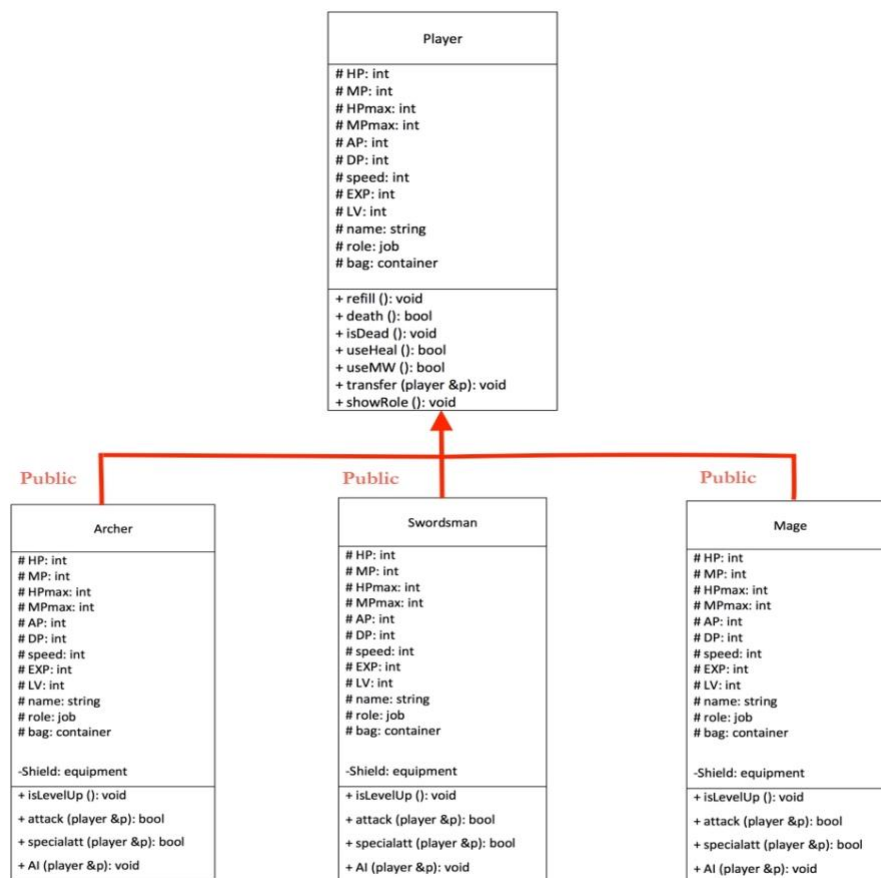 Player
# HP: int
# MP: int
# HPmax: int
# MPmax: int
# AP: int
# DP: int
# speed: int
# EXP: int
# LV: int
# name: string
# role: job
# bag: container
+ refill (): void
+ death (): bool
+ isDead (): void
+ useHeal (): bool
+ useMW (): bool
+ transfer (player &p): void
+ showRole (): void
Public
Public
Public
Archer
# HP: int
# MP: int
# HPmax: int
# MPmax: int
# AP: int
# DP: int
# speed: int
# EXP: int
# LV: int
# name: string
# role: job
# bag: container
-Shield: equipment
+ isLevelUp (): void
+ attack (player &p): bool
+ specialatt (player &p): bool
+ AI (player &p): void
Swordsman
# HP: int
# MP: int
# HPmax: int
# MPmax: int
# AP: int
# DP: int
# speed: int
# EXP: int
# LV: int
# name: string
# role: job
# bag: container
-Shield: equipment
+ isLevelUp (): void
+ attack (player &p): bool
+ specialatt (player &p): bool
+ AI (player &p): void
Mage
# HP: int
# MP: int
# HPmax: int
# MPmax: int
# AP: int
# DP: int
# speed: int
# EXP: int
# LV: int
# name: string
# role: job
# bag: container
-Shield: equipment
+ isLevelUp (): void
+ attack (player &p): bool
+ specialatt (player &p): bool
+ AI (player &p): void